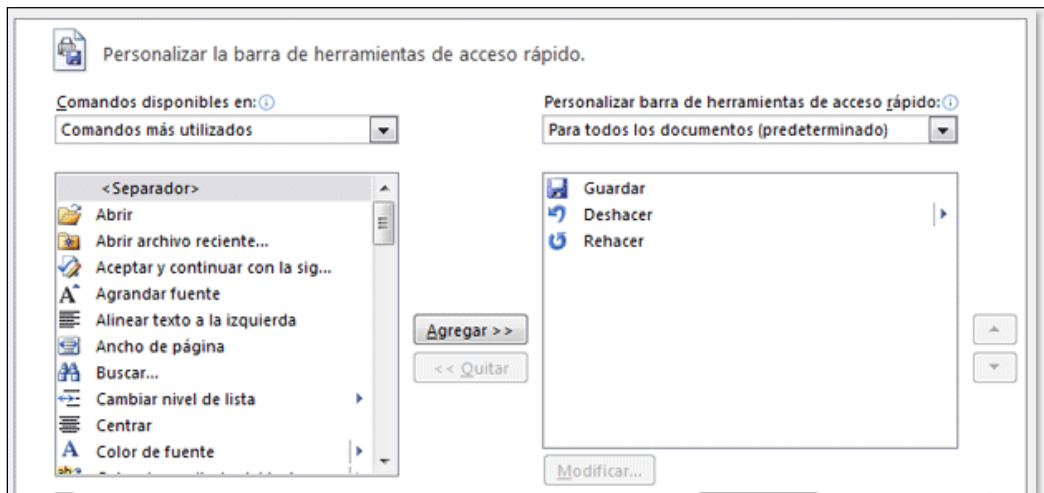 Personalizar la barra de herramientas de acceso rápido.
Comandos disponibles en:
Comandos más utilizados
<Separador>
Abrir
Abrir archivo reciente...
Aceptar y continuar con la sig...
Agrandar fuente
Alinear texto a la izquierda
Ancho de página
Buscar...
Cambiar nivel de lista
Centrar
Color de fuente
Agregar >>
<< Quitar
Personalizar barra de herramientas de acceso rápido:
Para todos los documentos (predeterminado)
Guardar
Deshacer
Rehacer
Modificar...